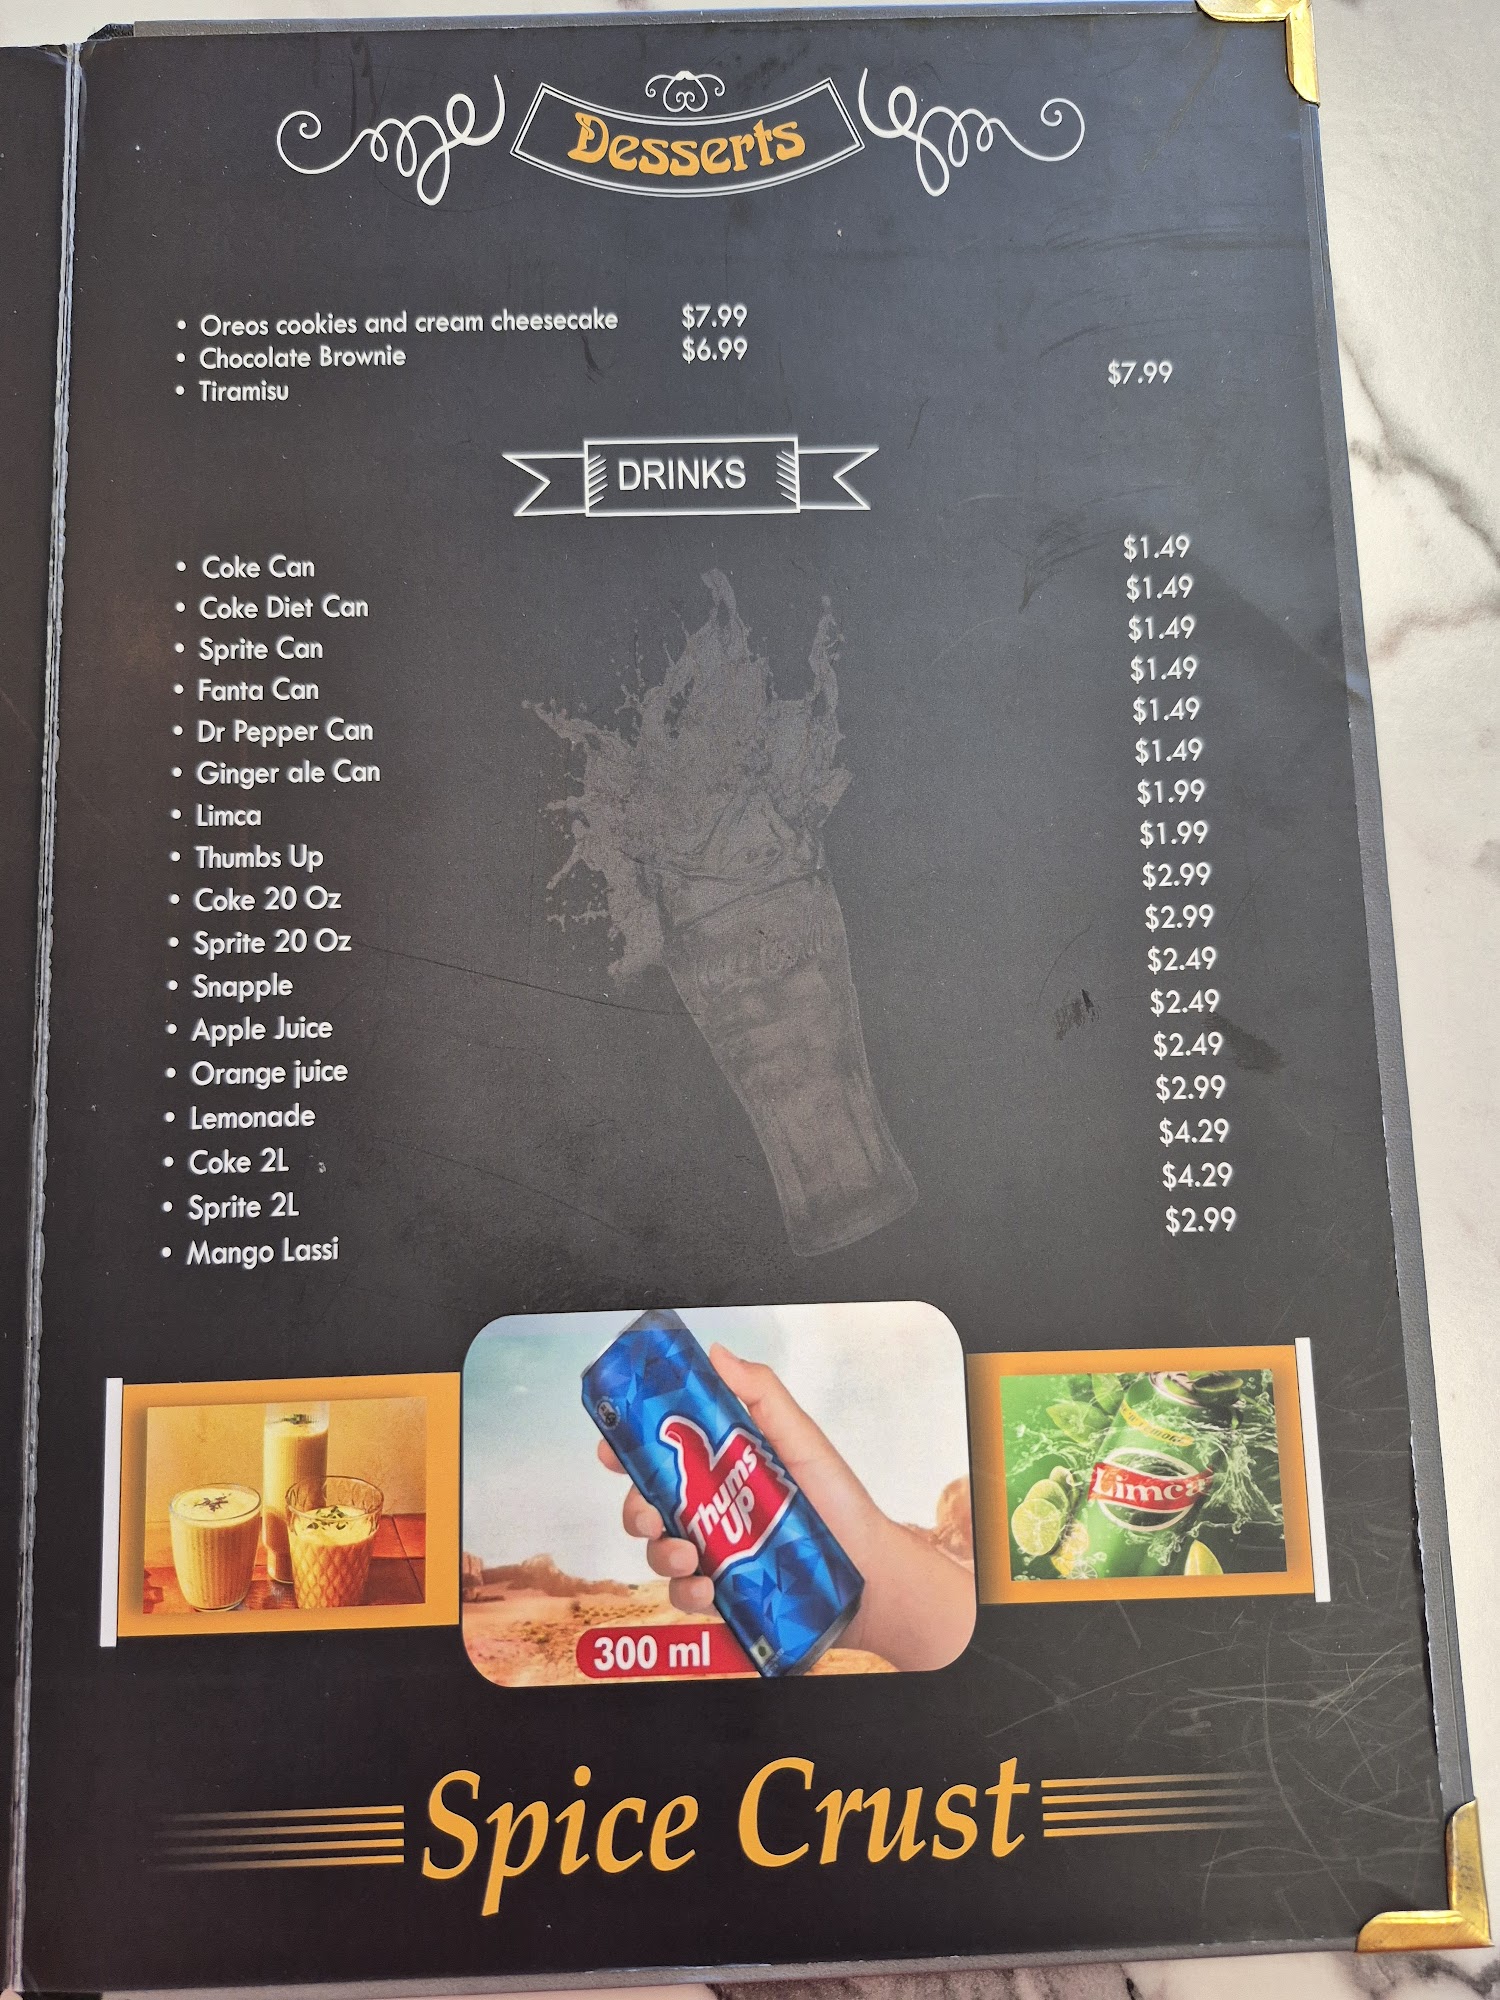 Desserts
• Oreos cookies and cream cheesecake $7.99
• Chocolate Brownie $6.99
• Tiramisu $7.99
DRINKS
• Coke Can $1.49
• Coke Diet Can $1.49
• Sprite Can $1.49
• Fanta Can $1.49
• Dr Pepper Can $1.49
• Ginger ale Can $1.49
• Limca $1.99
• Thumbs Up $1.99
• Coke 20 Oz $2.99
• Sprite 20 Oz $2.99
• Snapple $2.49
• Apple Juice $2.49
• Orange juice $2.49
• Lemonade $2.99
• Coke 2L $4.29
• Sprite 2L $4.29
• Mango Lassi $2.99
Thums
Up
300 ml
Limca
Spice Crust